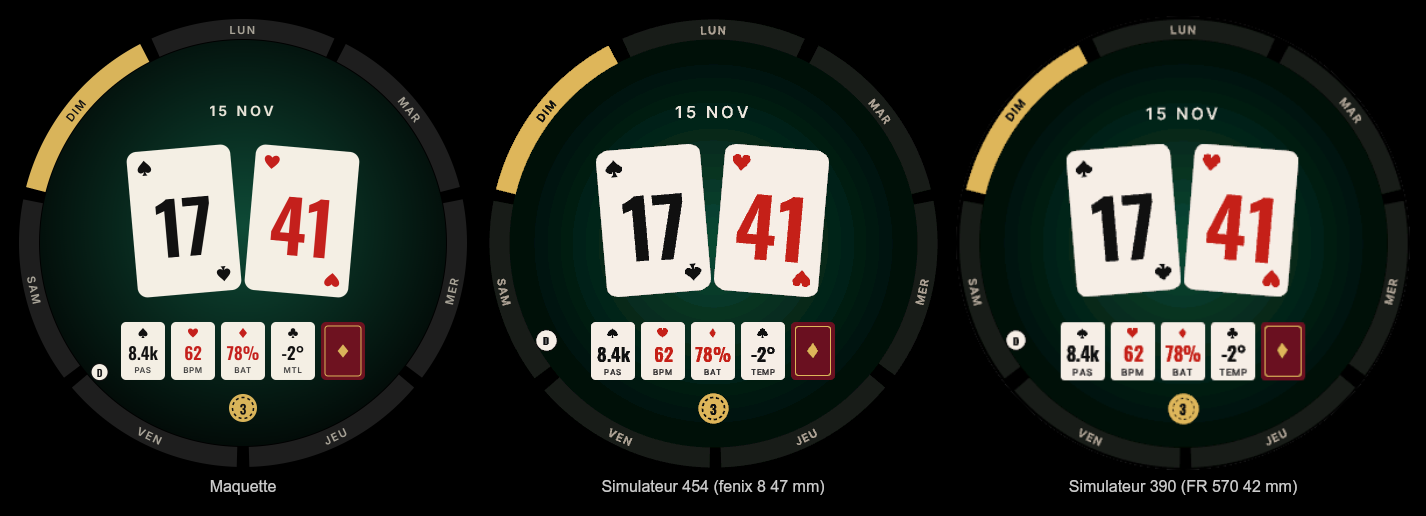 LUN
DIM
MAR
15 NOV
17 41
SAM
MER
8.4k 62 78% -2°
PAS BPM BAT MTL
D
3
VEN
JEU
Maquette
LUN
DIM
MAR
15 NOV
17 41
SAM
MER
D
8.4k 62 78% -2°
PAS BPM BAT TEMP
3
VEN
JEU
Simulateur 454 (fenix 8 47 mm)
LUN
DIM
MAR
15 NOV
17 41
SAM
MER
D
8.4k 62 78% -2°
PAS BPM BAT TEMP
3
VEN
JEU
Simulateur 390 (FR 570 42 mm)